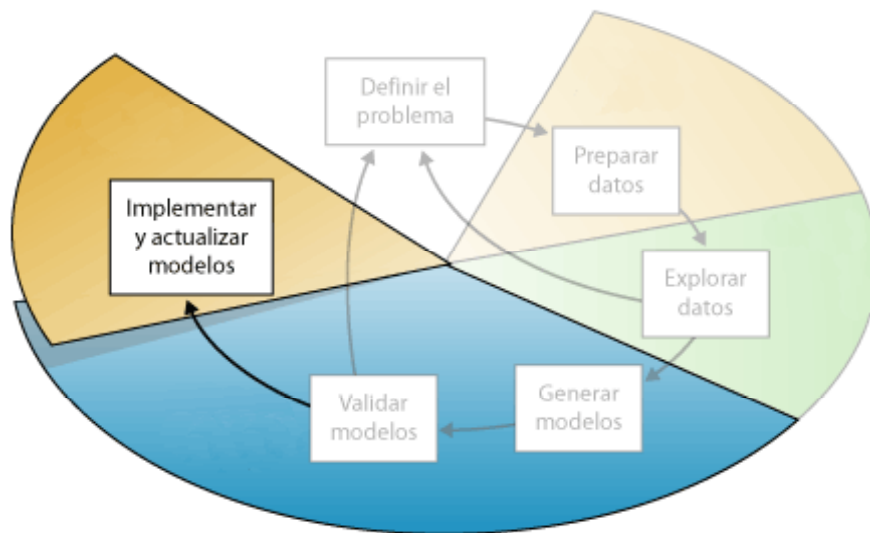 Definir el
problema
Preparar
datos
Explorar
datos
Generar
modelos
Validar
modelos
Implementar
y actualizar
modelos